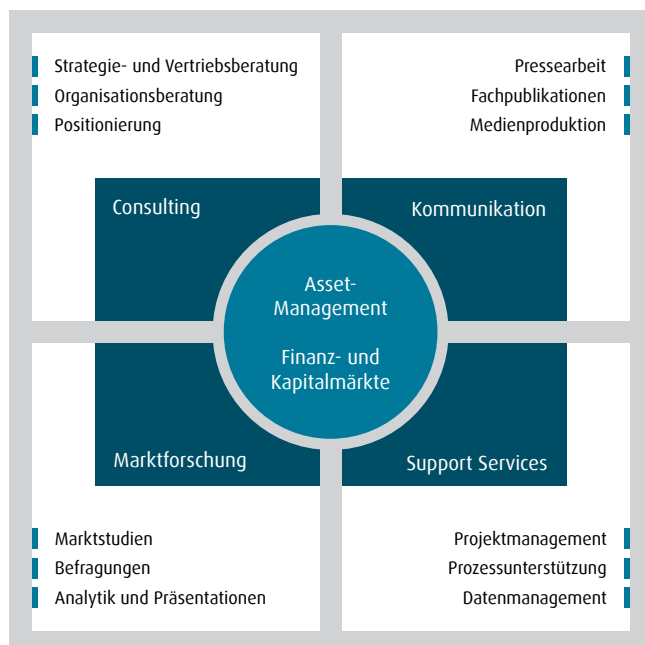 Strategie- und Vertriebsberatung
Organisationsberatung
Positionierung
Pressearbeit
Fachpublikationen
Medienproduktion
Consulting
Kommunikation
Asset-
Management
Finanz- und
Kapitalmärkte
Marktforschung
Support Services
Marktstudien
Befragungen
Analytik und Präsentationen
Projektmanagement
Prozessunterstützung
Datenmanagement